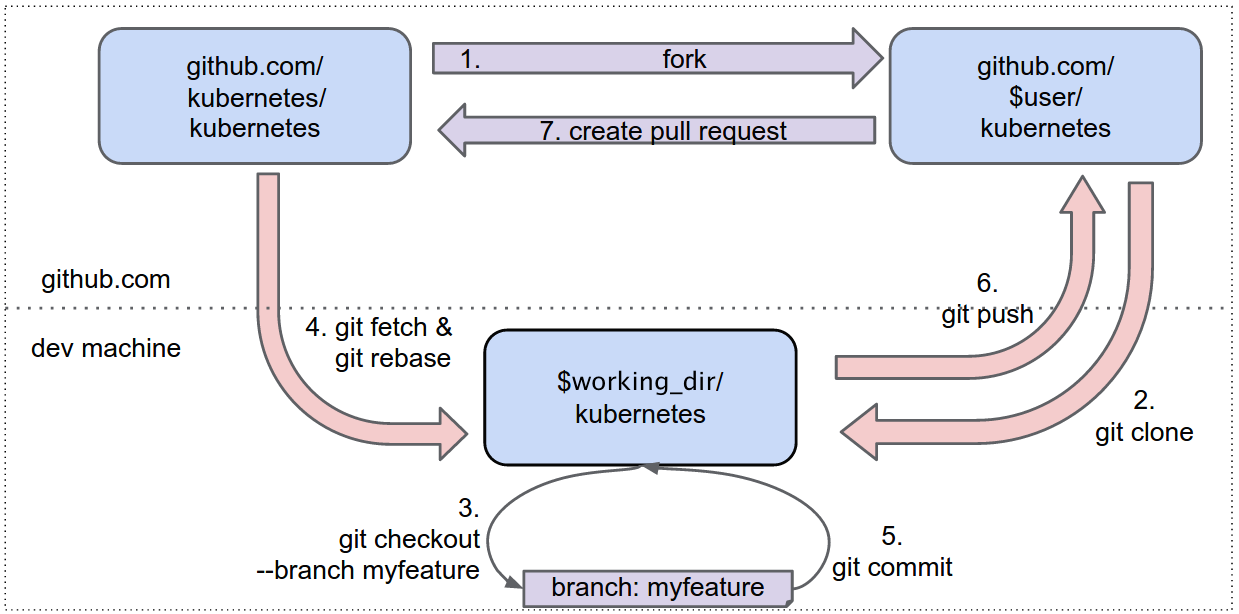 github.com/
kubernetes/
kubernetes
1. fork
7. create pull request
github.com/
$user/
kubernetes
github.com
dev machine
4. git fetch &
git rebase
$working_dir/
kubernetes
6.
git push
2.
git clone
3.
git checkout
--branch myfeature
branch: myfeature
5.
git commit